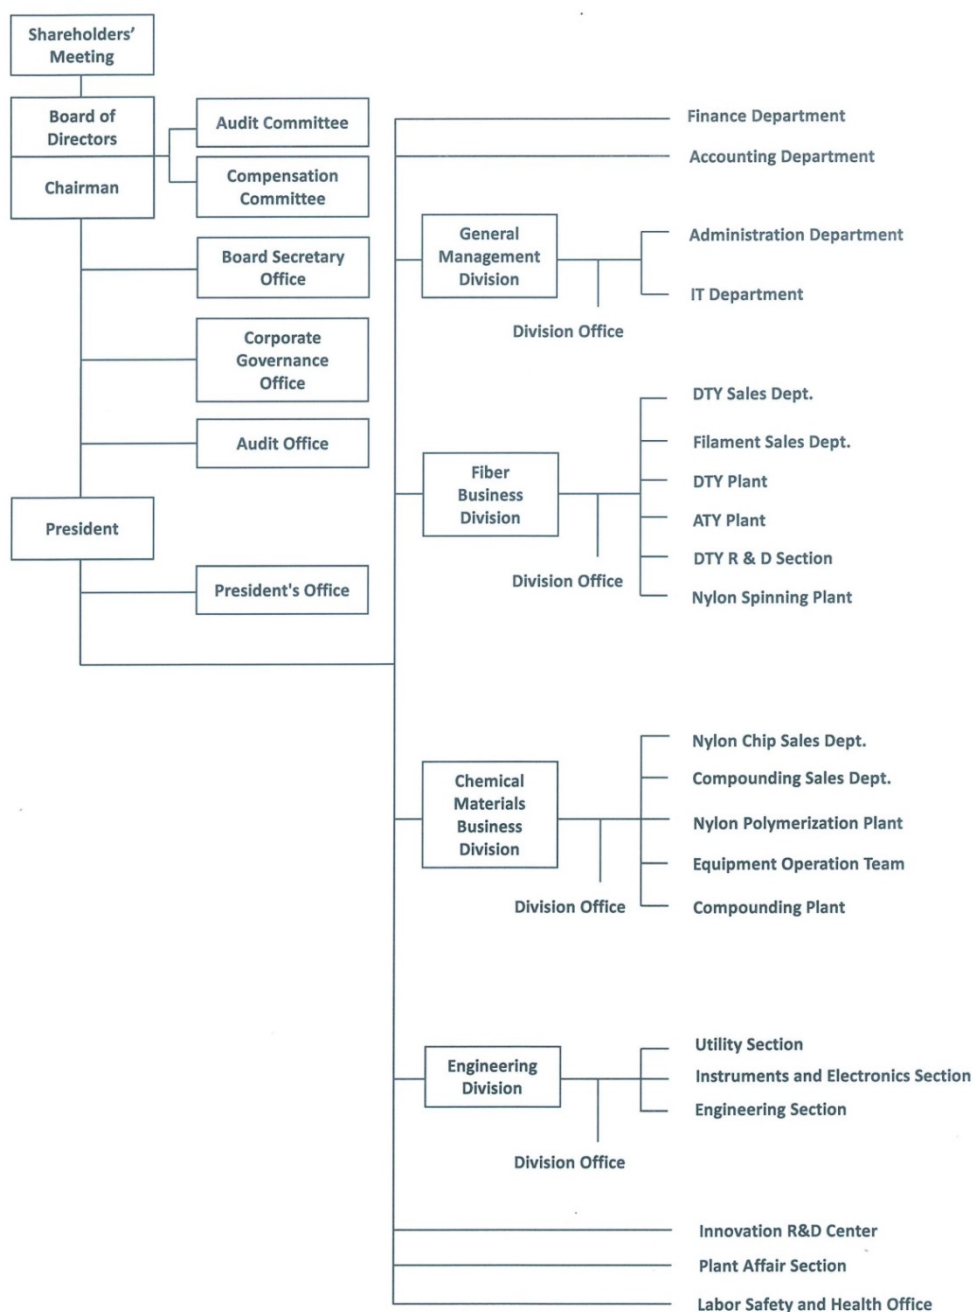 Shareholders'
Meeting
Board of
Directors
Chairman
Audit Committee
Compensation
Committee
Board Secretary
Office
Corporate
Governance
Office
Audit Office
President
President's Office
Finance Department
Accounting Department
General
Management
Division
Division Office
Administration Department
IT Department
Fiber
Business
Division
Division Office
DTY Sales Dept.
Filament Sales Dept.
DTY Plant
ATY Plant
DTY R & D Section
Nylon Spinning Plant
Chemical
Materials
Business
Division
Division Office
Nylon Chip Sales Dept.
Compounding Sales Dept.
Nylon Polymerization Plant
Equipment Operation Team
Compounding Plant
Engineering
Division
Division Office
Utility Section
Instruments and Electronics Section
Engineering Section
Innovation R&D Center
Plant Affair Section
Labor Safety and Health Office